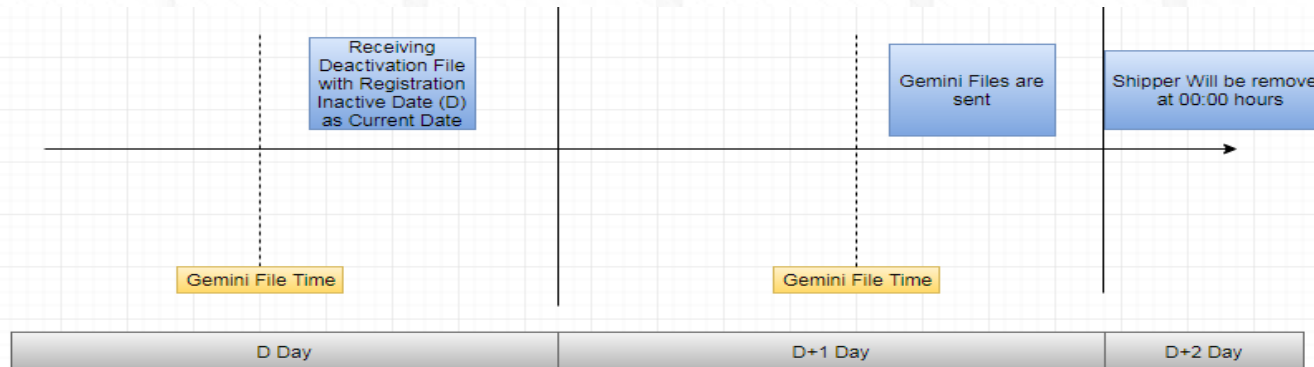 Receiving
Deactivation File
with Registration
Inactive Date (D)
as Current Date
Gemini Files are
sent
Shipper Will be remove
at 00:00 hours
Gemini File Time
Gemini File Time
D Day
D+1 Day
D+2 Day